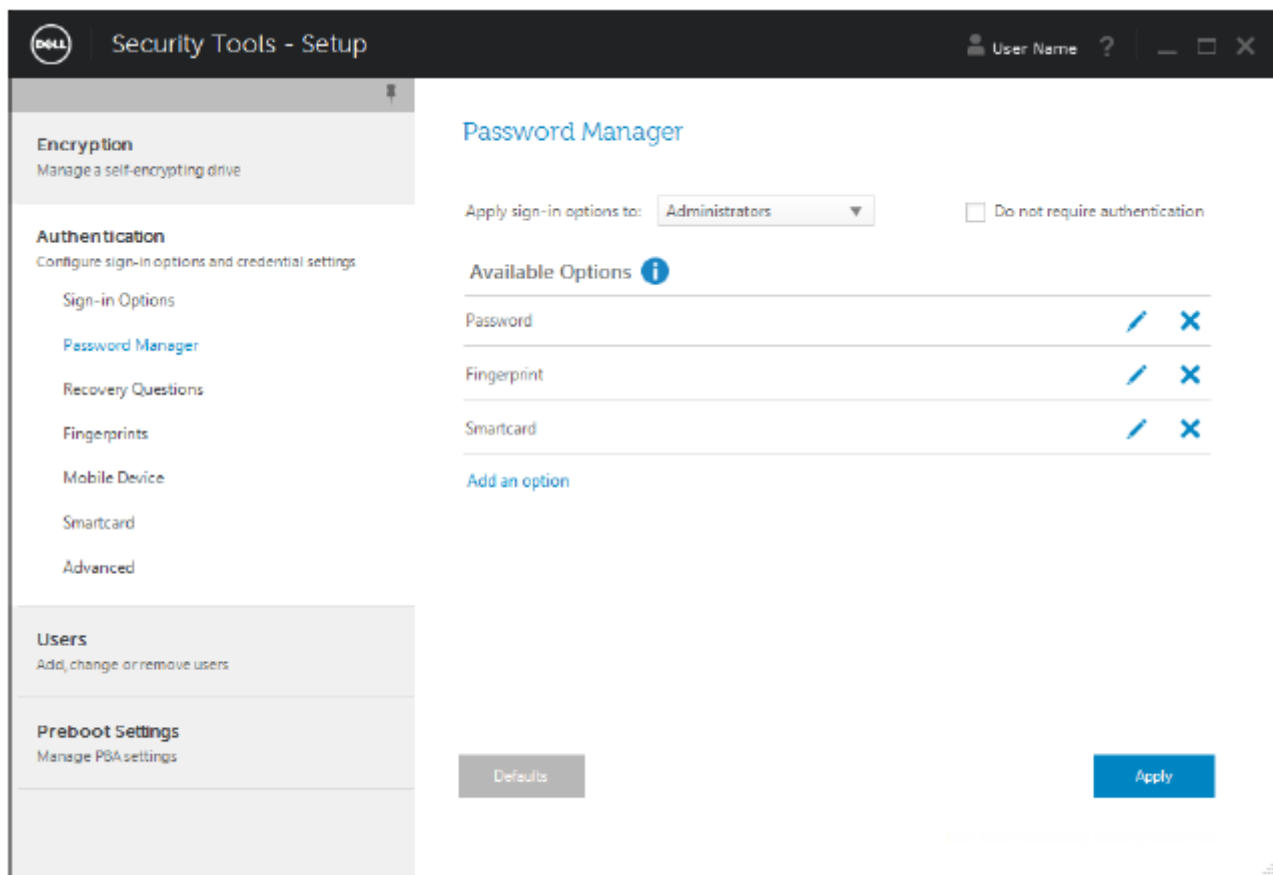 DELL
Security Tools - Setup
User Name ?
Encryption
Manage a self-encrypting drive
Authentication
Configure sign-in options and credential settings
Sign-in Options
Password Manager
Recovery Questions
Fingerprints
Mobile Device
Smartcard
Advanced
Users
Add, change or remove users
Preboot Settings
Manage PBA settings
Password Manager
Apply sign-in options to: Administrators
Do not require authentication
Available Options i
Password
Fingerprint
Smartcard
Add an option
Defaults
Apply